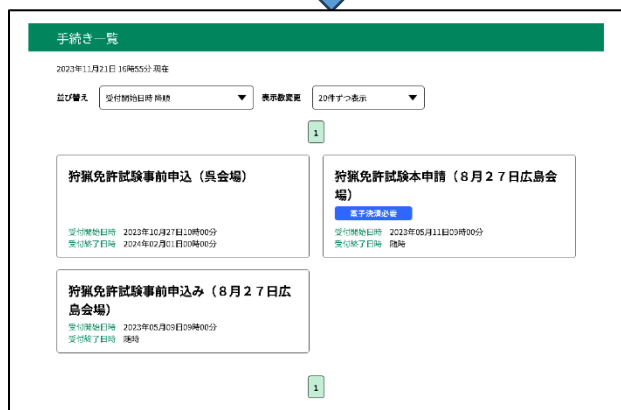 手続き一覧
2023年11月21日 16時55分 現在
並び替え 受付開始日時 降順 表示数変更 20件ずつ表示
1
狩猟免許試験事前申込（呉会場）
受付開始日時 2023年10月27日10時00分
受付終了日時 2024年02月01日00時00分
狩猟免許試験本申請（８月２７日広島会
場）
電子決済必要
受付開始日時 2023年05月11日09時00分
受付終了日時 随時
狩猟免許試験事前申込み（８月２７日広
島会場）
受付開始日時 2023年05月09日09時00分
受付終了日時 随時
1